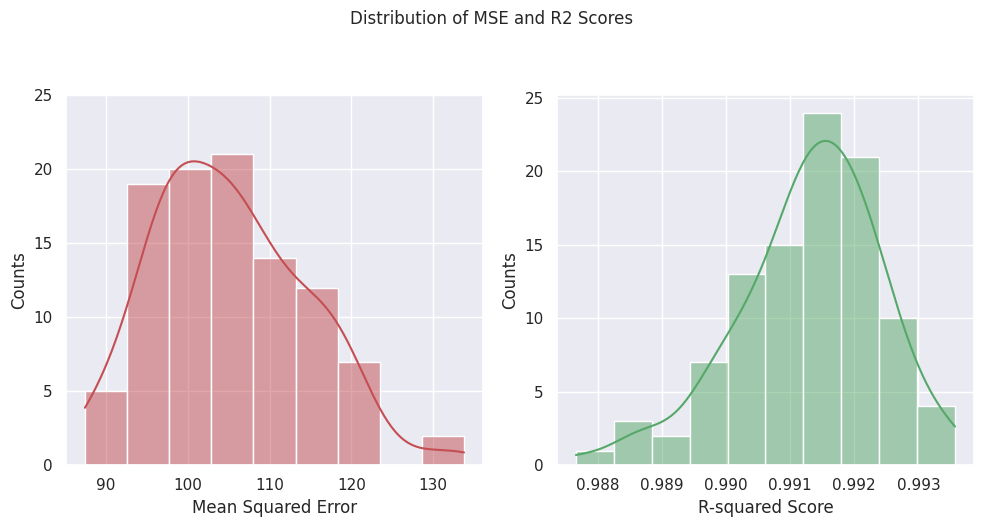 Distribution of MSE and R2 Scores
25
20
15
10
5
0
Counts
90 100 110 120 130
Mean Squared Error
25
20
15
10
5
0
Counts
0.988 0.989 0.990 0.991 0.992 0.993
R-squared Score